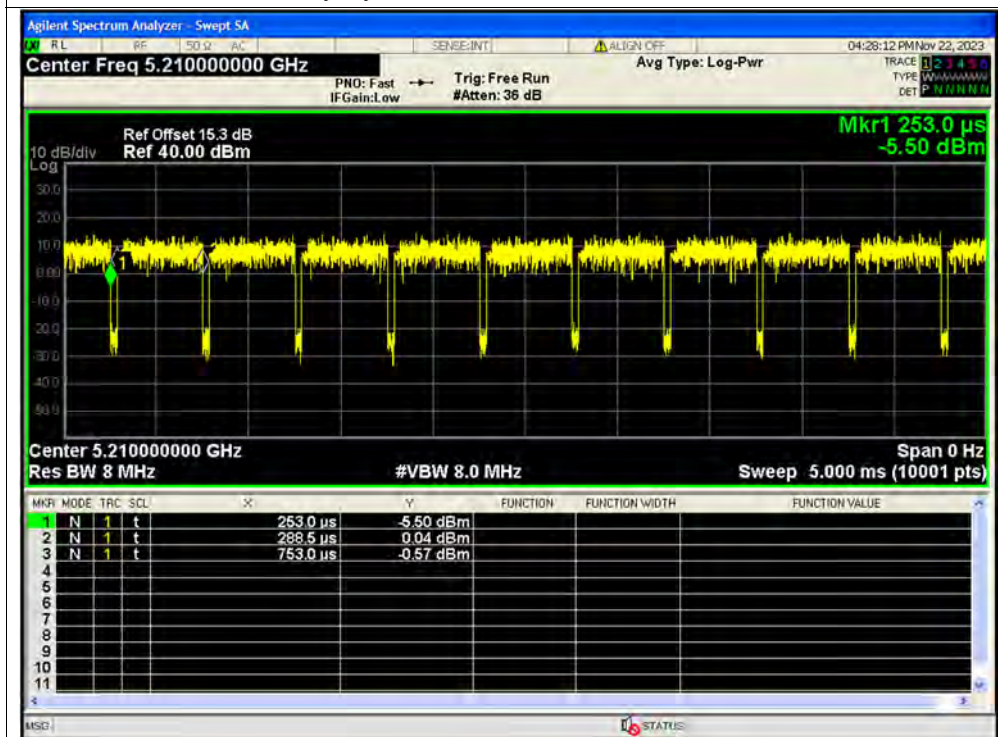 Agilent Spectrum Analyzer - Swept SA
RL RF 50 Ω AC SENSE:INT ALIGN OFF 04:28:12 PM Nov 22, 2023
Center Freq 5.210000000 GHz Avg Type: Log-Pwr TRACE 1 2 3 4 5 6
PNO: Fast Trig: Free Run TYPE W
IFGain:Low #Atten: 36 dB DET P N N N N N
Mkr1 253.0 µs
Ref Offset 15.3 dB
10 dB/div Ref 40.00 dBm -5.50 dBm
Log
30.0
20.0
10.0
1
0.00
-10.0
-20.0
-30.0
-40.0
-50.0
Center 5.210000000 GHz Span 0 Hz
Res BW 8 MHz #VBW 8.0 MHz Sweep 5.000 ms (10001 pts)
MKR MODE TRC SCL X Y FUNCTION FUNCTION WIDTH FUNCTION VALUE
1 N 1 t 253.0 µs -5.50 dBm
2 N 1 t 288.5 µs 0.04 dBm
3 N 1 t 753.0 µs -0.57 dBm
4
5
6
7
8
9
10
11
MSG STATUS